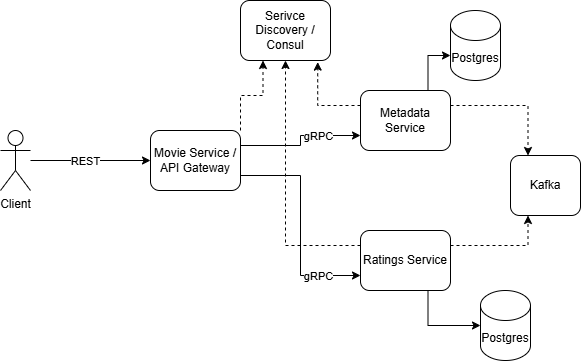 Serivce
Discovery /
Consul
Postgres
Metadata
Service
gRPC
Movie Service /
API Gateway
REST
Client
Kafka
Ratings Service
gRPC
Postgres